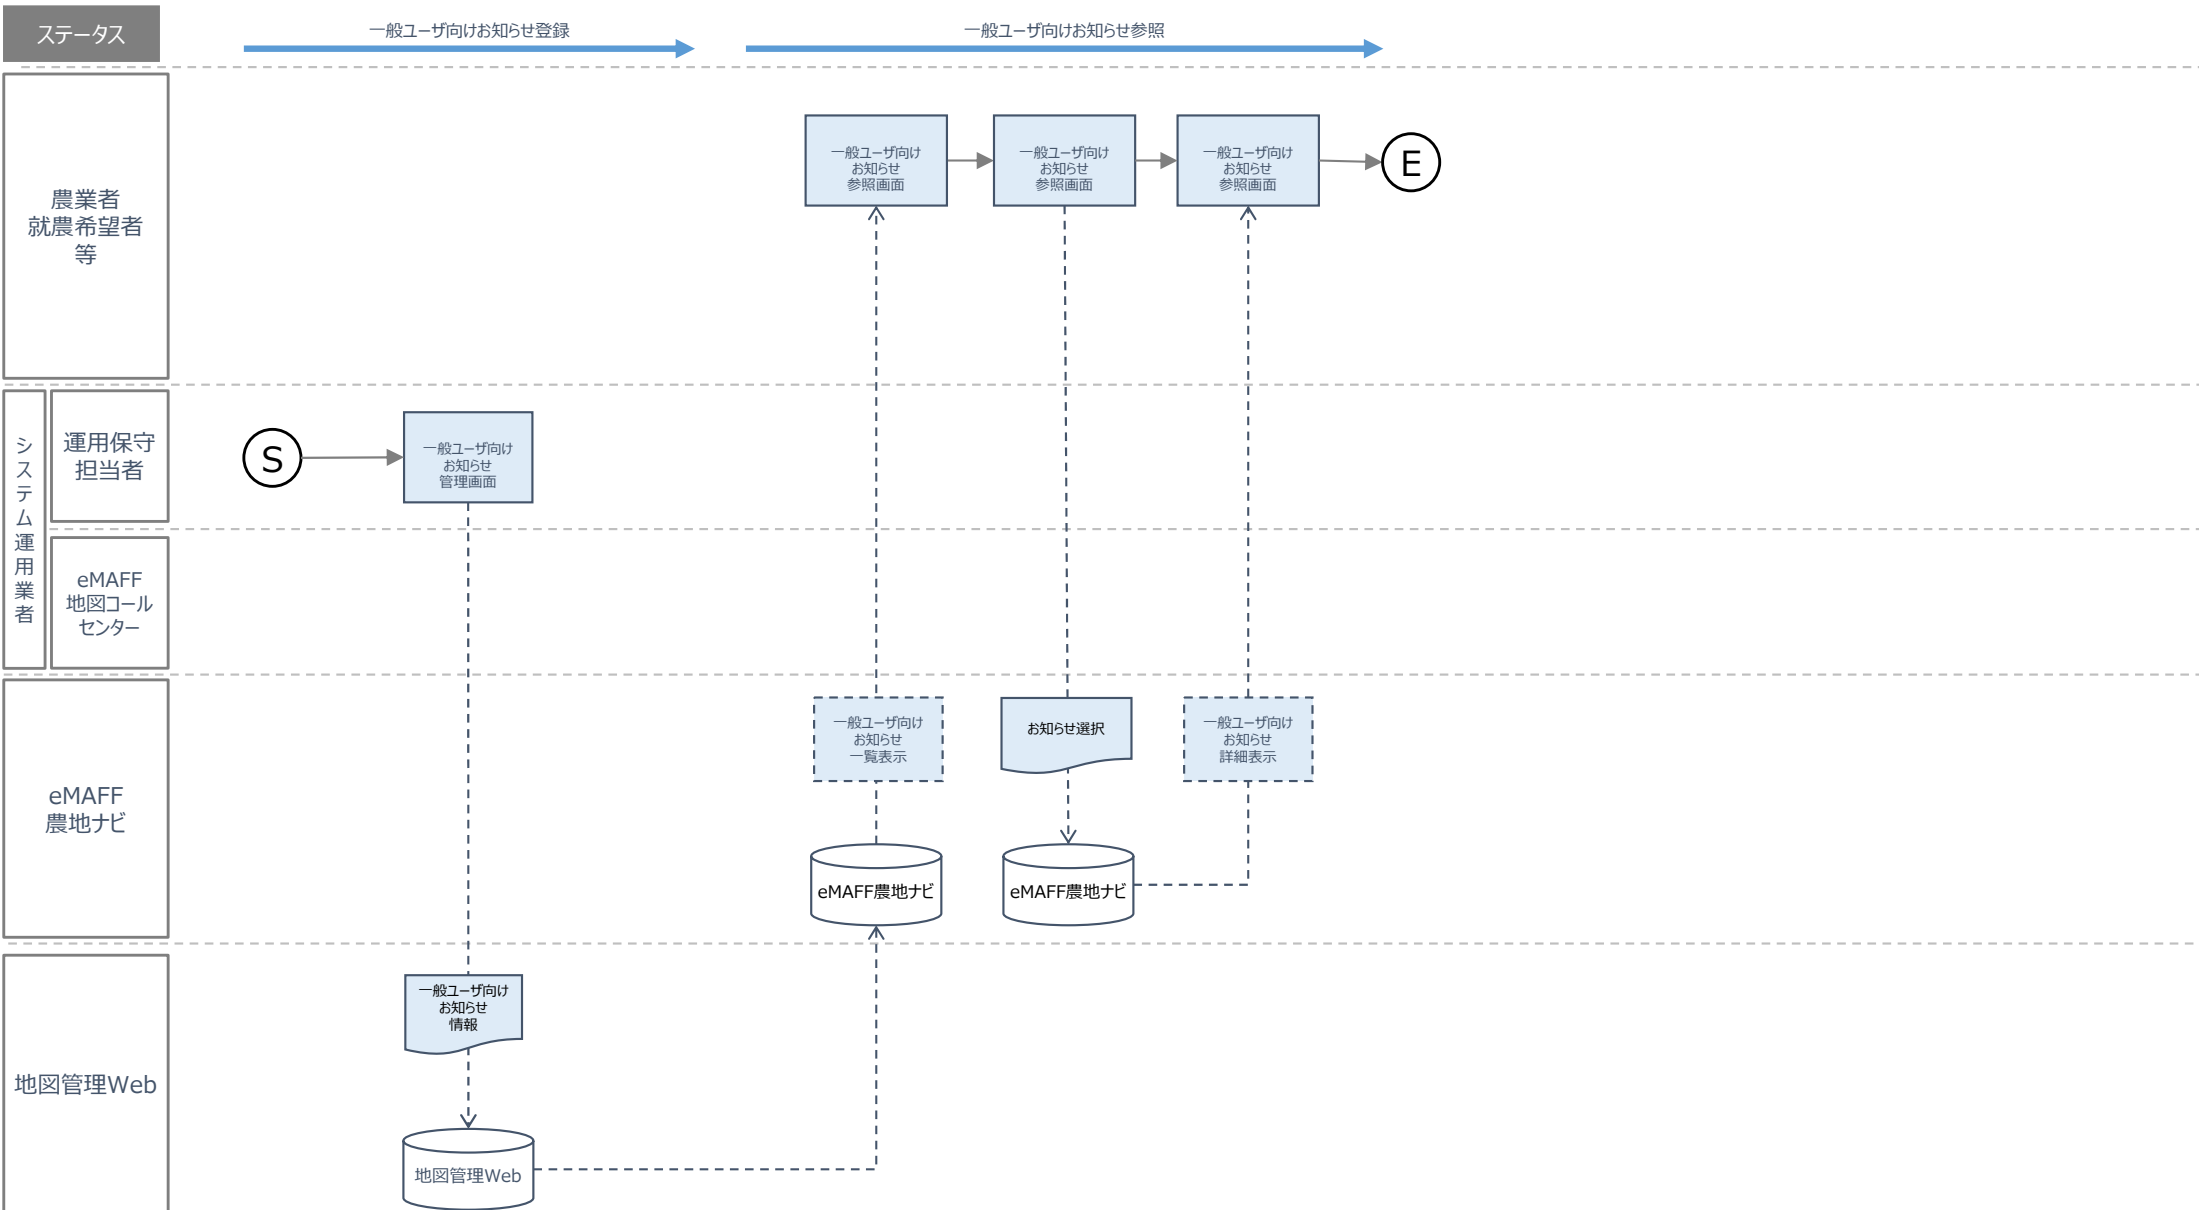 ステータス
一般ユーザ向けお知らせ登録
一般ユーザ向けお知らせ参照
農業者
就農希望者
等
一般ユーザ向け
お知らせ
参照画面
一般ユーザ向け
お知らせ
参照画面
一般ユーザ向け
お知らせ
参照画面
E
システム運用業者
運用保守
担当者
S
一般ユーザ向け
お知らせ
管理画面
eMAFF
地図コール
センター
eMAFF
農地ナビ
一般ユーザ向け
お知らせ
一覧表示
お知らせ選択
一般ユーザ向け
お知らせ
詳細表示
eMAFF農地ナビ
eMAFF農地ナビ
地図管理Web
一般ユーザ向け
お知らせ
情報
地図管理Web